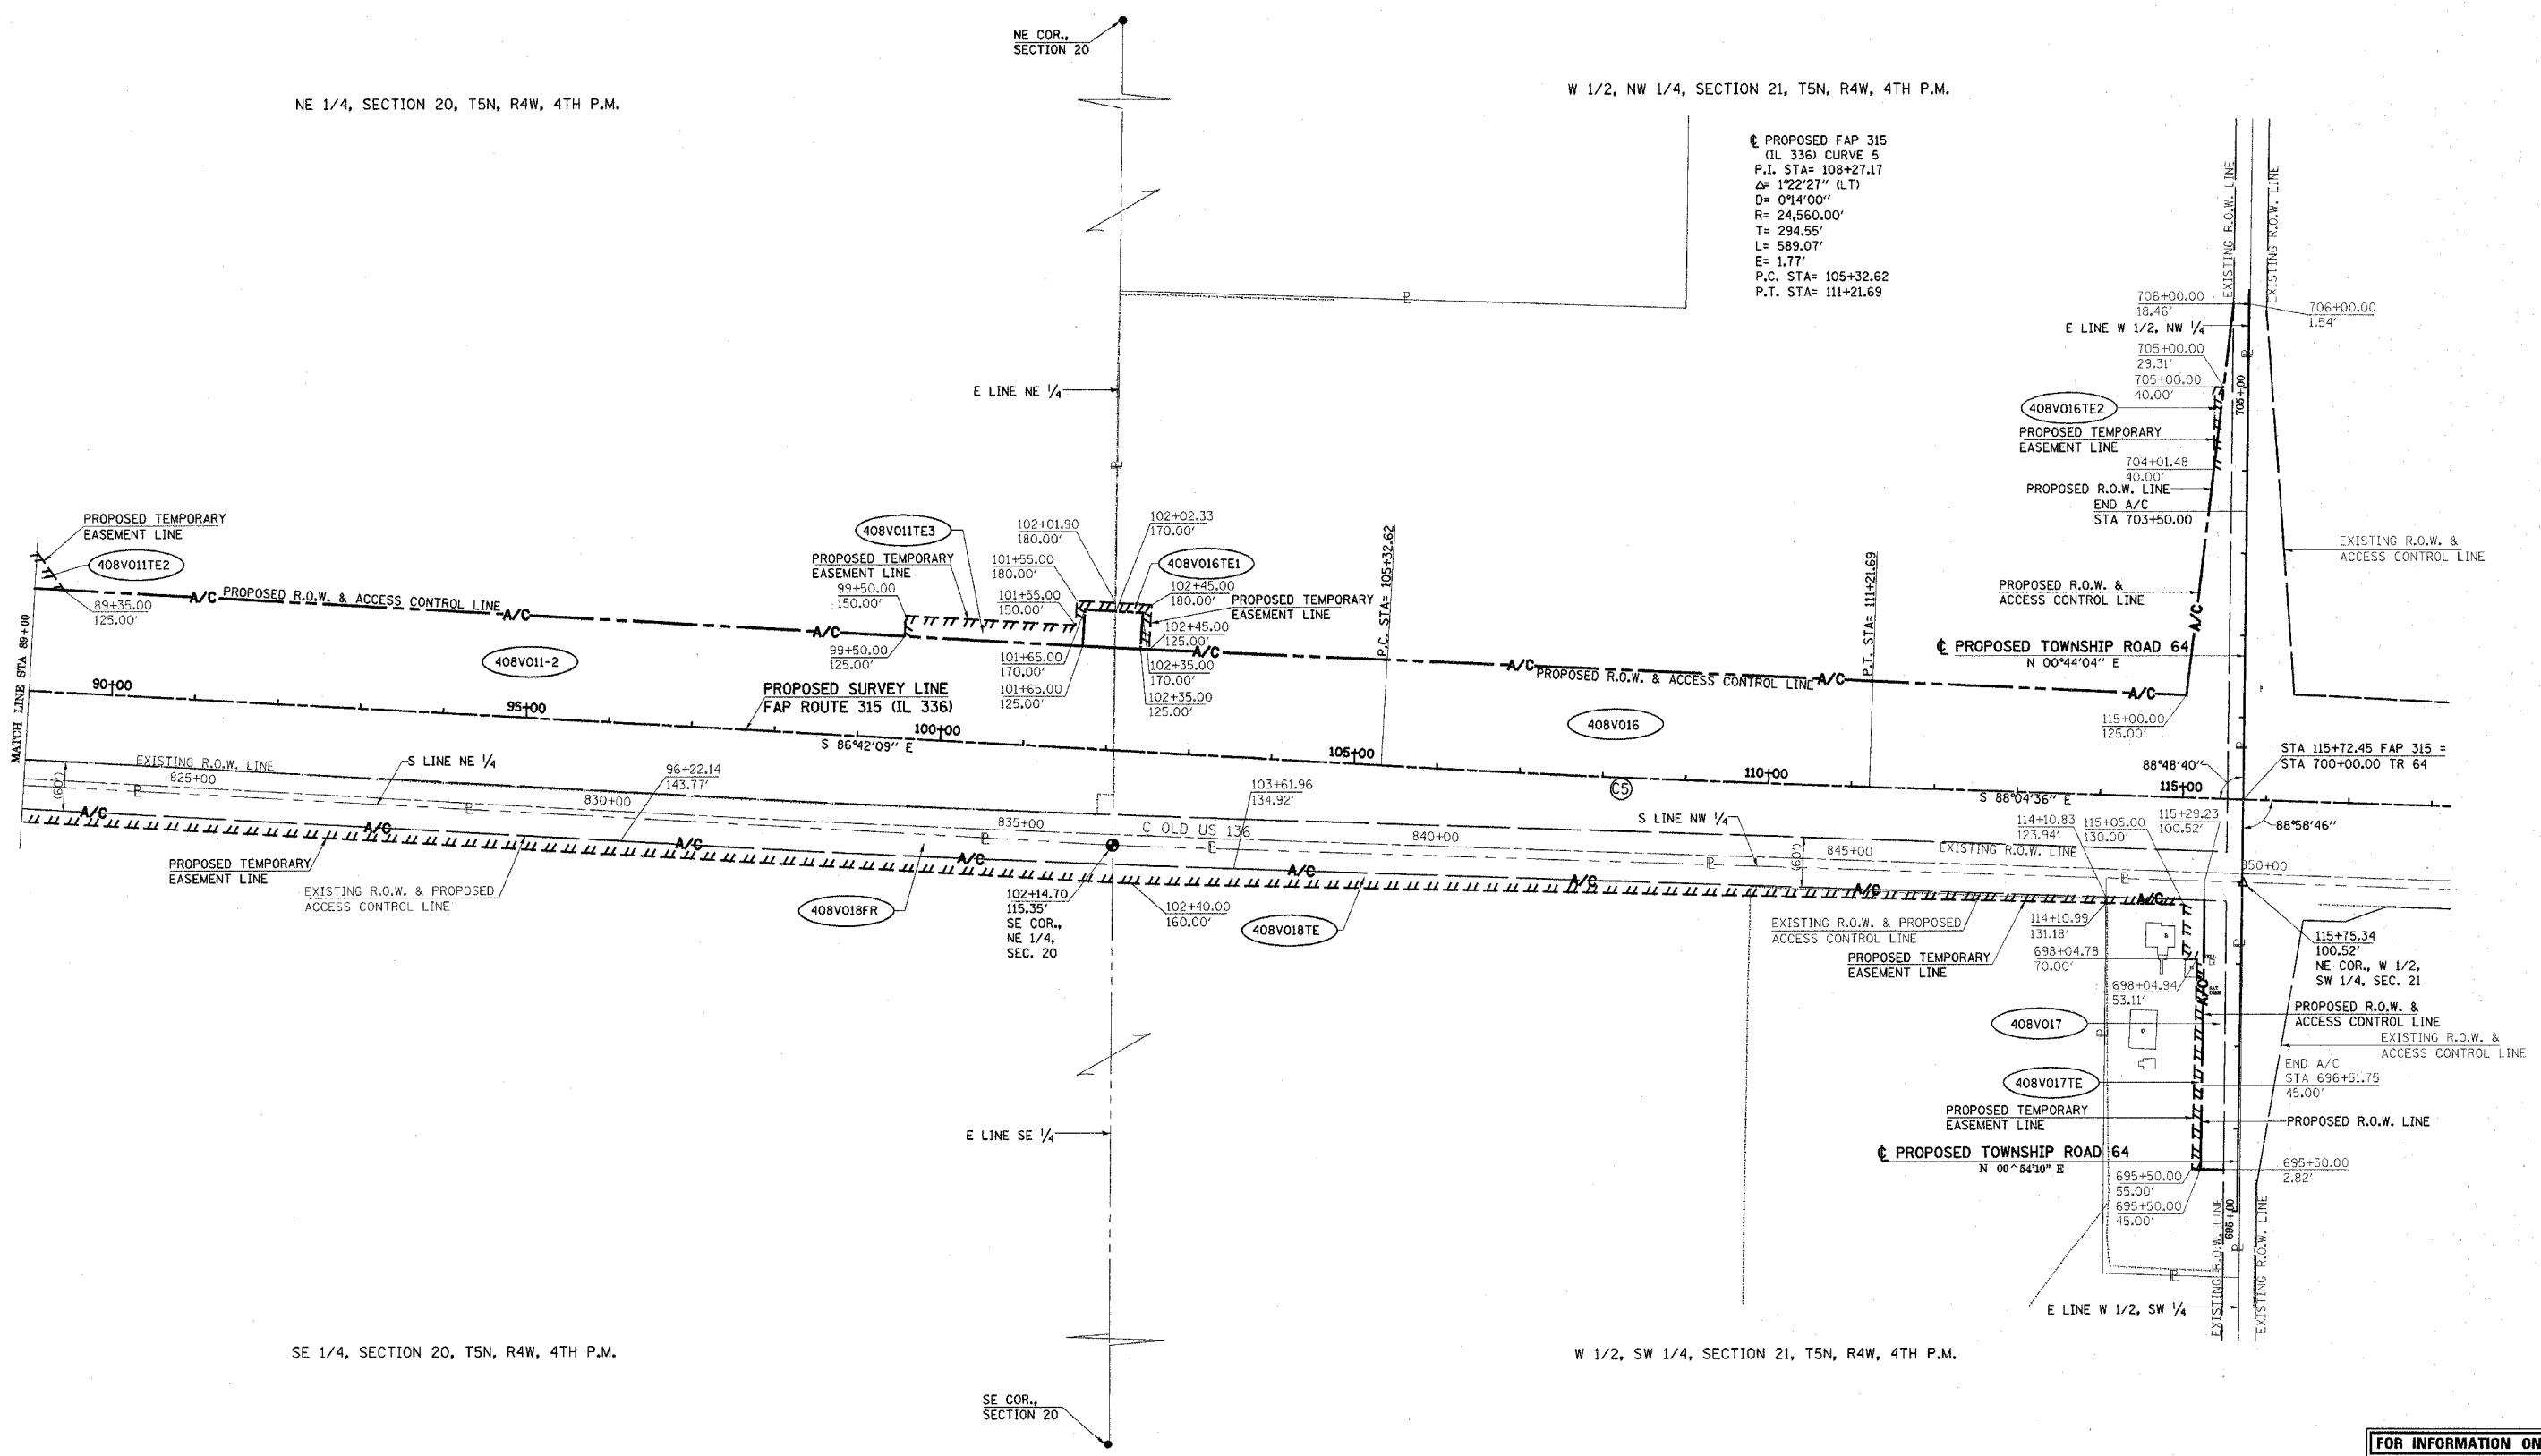 NE COR.,
SECTION 20
NE 1/4, SECTION 20, T5N, R4W, 4TH P.M.
W 1/2, NW 1/4, SECTION 21, T5N, R4W, 4TH P.M.
℄ PROPOSED FAP 315
(IL 336) CURVE 5
P.I. STA= 108+27.17
Δ= 1°22'27" (LT)
D= 0°14'00"
R= 24,560.00'
T= 294.55'
L= 589.07'
E= 1.77'
P.C. STA= 105+32.62
P.T. STA= 111+21.69
EXISTING R.O.W. LINE
EXISTING R.O.W. LINE
706+00.00
18.46'
706+00.00
1.54'
E LINE W 1/2, NW 1/4
705+00.00
29.31'
705+00.00
40.00'
705+00
408V016TE2
PROPOSED TEMPORARY
EASEMENT LINE
704+01.48
40.00'
PROPOSED R.O.W. LINE
END A/C
STA 703+50.00
EXISTING R.O.W. &
ACCESS CONTROL LINE
PROPOSED R.O.W. &
ACCESS CONTROL LINE
A/C
℄ PROPOSED TOWNSHIP ROAD 64
N 00°44'04" E
E LINE NE 1/4
PROPOSED TEMPORARY
EASEMENT LINE
408V011TE2
89+35.00
125.00'
MATCH LINE STA 89+00
A/C
PROPOSED R.O.W. & ACCESS CONTROL LINE
A/C
A/C
408V011-2
408V011TE3
PROPOSED TEMPORARY
EASEMENT LINE
99+50.00
150.00'
99+50.00
125.00'
102+01.90
180.00'
101+55.00
180.00'
101+55.00
150.00'
101+65.00
170.00'
101+65.00
125.00'
102+02.33
170.00'
408V016TE1
102+45.00
180.00'
PROPOSED TEMPORARY
EASEMENT LINE
102+45.00
125.00'
A/C
102+35.00
170.00'
102+35.00
125.00'
P.C. STA= 105+32.62
A/C
PROPOSED R.O.W. & ACCESS CONTROL LINE
A/C
P.T. STA= 111+21.69
408V016
A/C
115+00.00
125.00'
90+00
95+00
PROPOSED SURVEY LINE
FAP ROUTE 315 (IL 336)
S 86°42'09" E
100+00
105+00
110+00
C5
115+00
S 88°04'36" E
88°48'40"
STA 115+72.45 FAP 315 =
STA 700+00.00 TR 64
88°58'46"
(60')
EXISTING R.O.W. LINE
825+00
S LINE NE 1/4
830+00
96+22.14
143.77'
835+00
℄ OLD US 136
103+61.96
134.92'
840+00
S LINE NW 1/4
(60')
845+00
EXISTING R.O.W. LINE
114+10.83
123.94'
115+05.00
130.00'
115+29.23
100.52'
850+00
A/C
A/C
A/C
A/C
A/C
A/C
A/C
A/C
PROPOSED TEMPORARY
EASEMENT LINE
EXISTING R.O.W. & PROPOSED
ACCESS CONTROL LINE
408V018FR
102+14.70
115.35'
SE COR.,
NE 1/4,
SEC. 20
102+40.00
160.00'
408V018TE
EXISTING R.O.W. & PROPOSED
ACCESS CONTROL LINE
PROPOSED TEMPORARY
EASEMENT LINE
114+10.99
131.18'
698+04.78
70.00'
698+04.94
53.11'
115+75.34
100.52'
NE COR., W 1/2,
SW 1/4, SEC. 21
A/C
PROPOSED R.O.W. &
ACCESS CONTROL LINE
EXISTING R.O.W. &
ACCESS CONTROL LINE
408V017
408V017TE
END A/C
STA 696+51.75
45.00'
PROPOSED TEMPORARY
EASEMENT LINE
PROPOSED R.O.W. LINE
℄ PROPOSED TOWNSHIP ROAD 64
N 00^54'10" E
695+50.00
55.00'
695+50.00
45.00'
695+50.00
2.82'
695+00
EXISTING R.O.W. LINE
EXISTING R.O.W. LINE
E LINE W 1/2, SW 1/4
E LINE SE 1/4
SE 1/4, SECTION 20, T5N, R4W, 4TH P.M.
W 1/2, SW 1/4, SECTION 21, T5N, R4W, 4TH P.M.
SE COR.,
SECTION 20
FOR INFORMATION ON